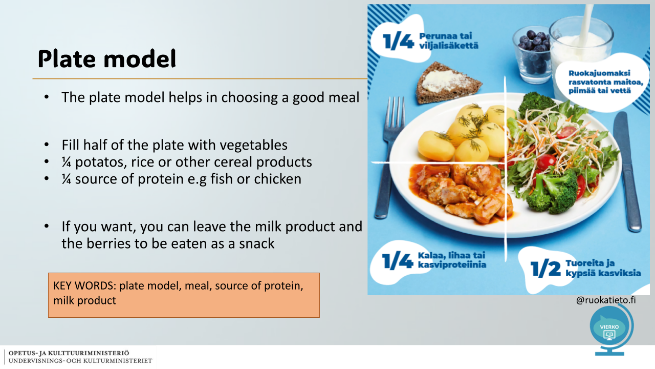 Plate model
• The plate model helps in choosing a good meal
• Fill half of the plate with vegetables
• ¼ potatos, rice or other cereal products
• ¼ source of protein e.g fish or chicken
• If you want, you can leave the milk product and
the berries to be eaten as a snack
KEY WORDS: plate model, meal, source of protein,
milk product
1/4 Perunaa tai
viljalisäkettä
Ruokajuomaksi
rasvatonta maitoa,
piimää tai vettä
1/4 Kalaa, lihaa tai
kasviproteiinia
1/2 Tuoreita ja
kypsiä kasviksia
@ruokatieto.fi
VIERKO
OPETUS- JA KULTTUURIMINISTERIÖ
UNDERVISNINGS- OCH KULTURMINISTERIET